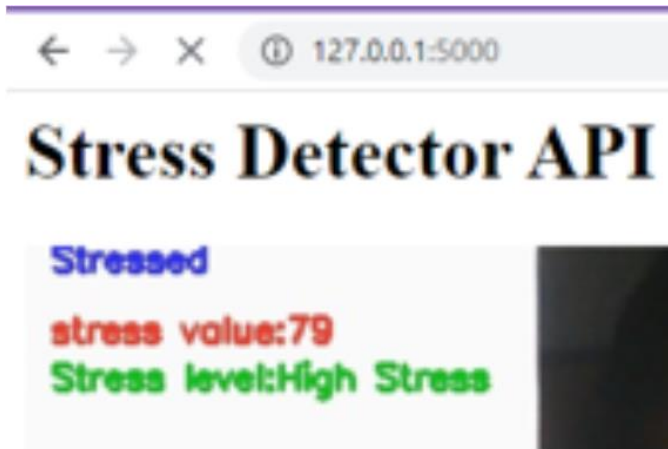 127.0.0.1:5000
Stress Detector API
Stressed
stress value:79
Stress level:High Stress